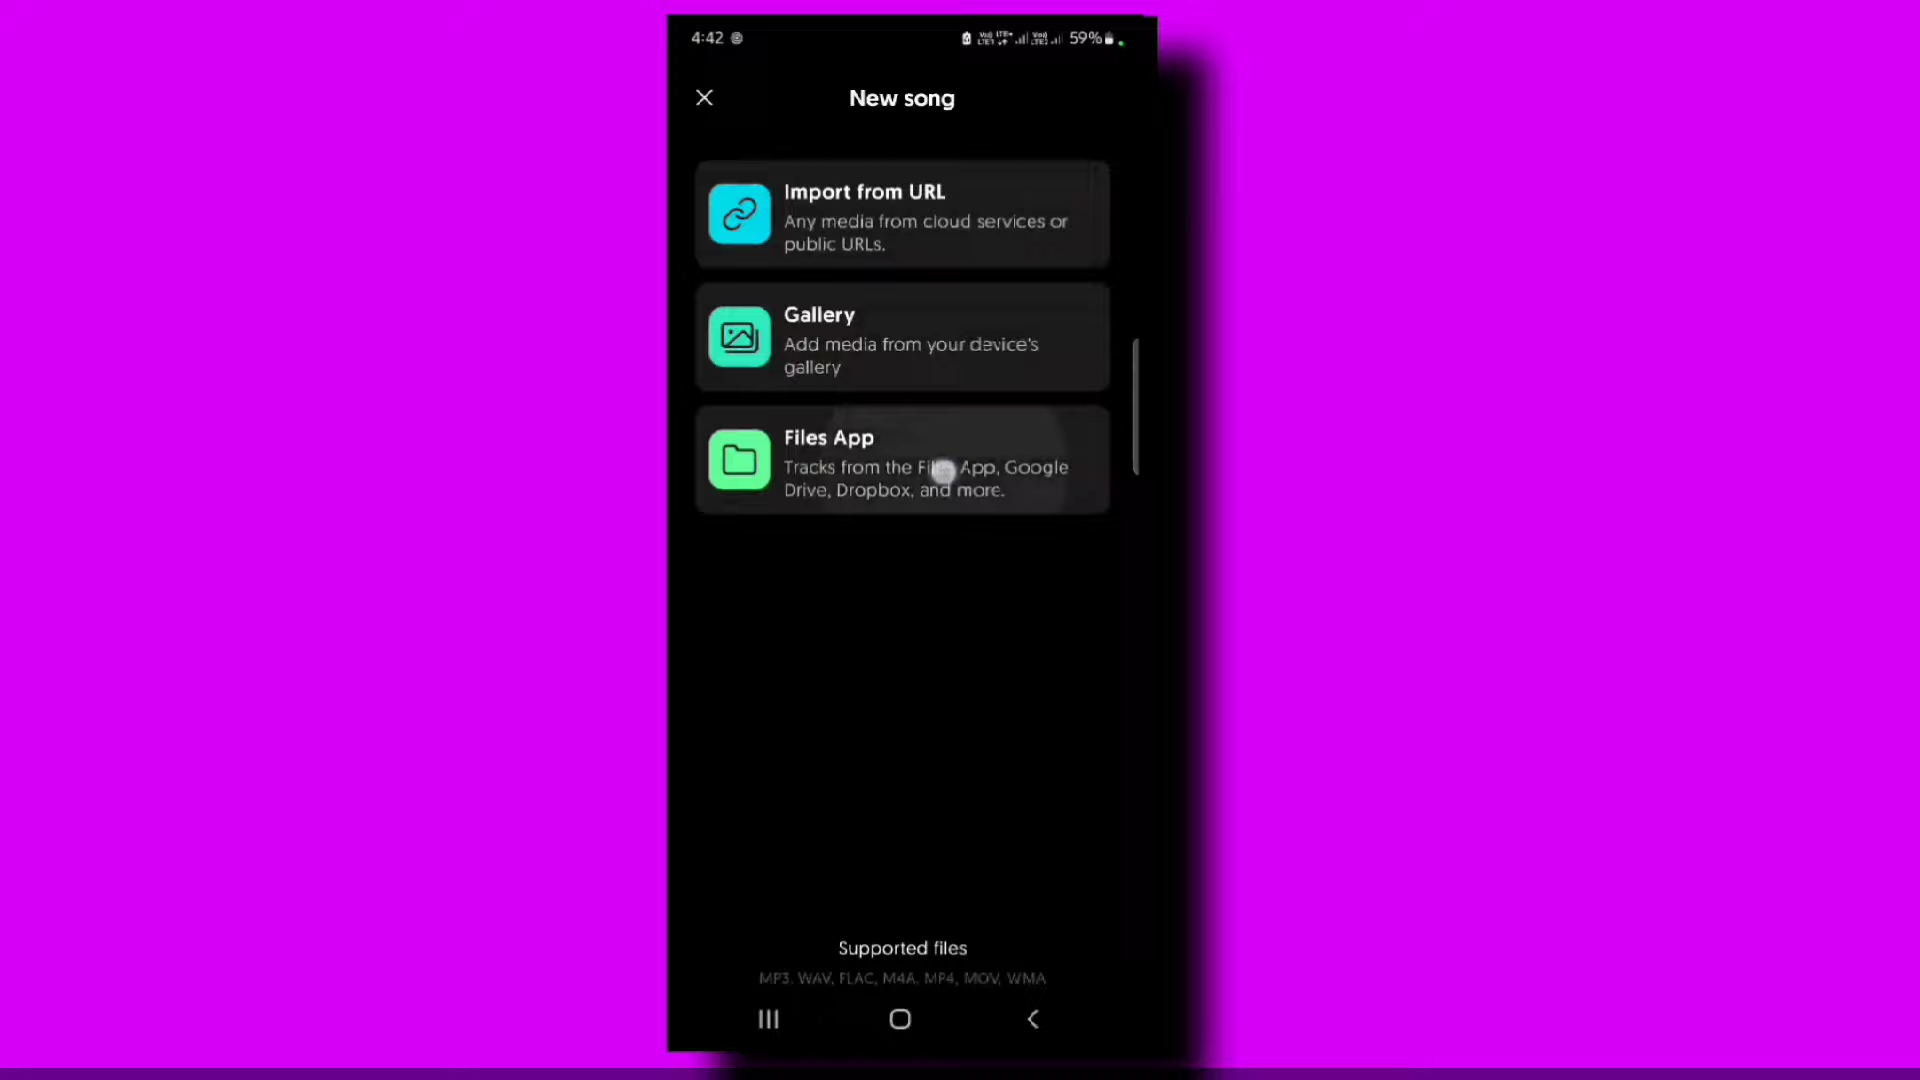 4:42
59%
New song
Import from URL
Any media from cloud services or
public URLs.
Gallery
Add media from your device's
gallery
Files App
Tracks from the Files App, Google
Drive, Dropbox, and more.
Supported files
MP3, WAV, FLAC, M4A, MP4, MOV, WMA